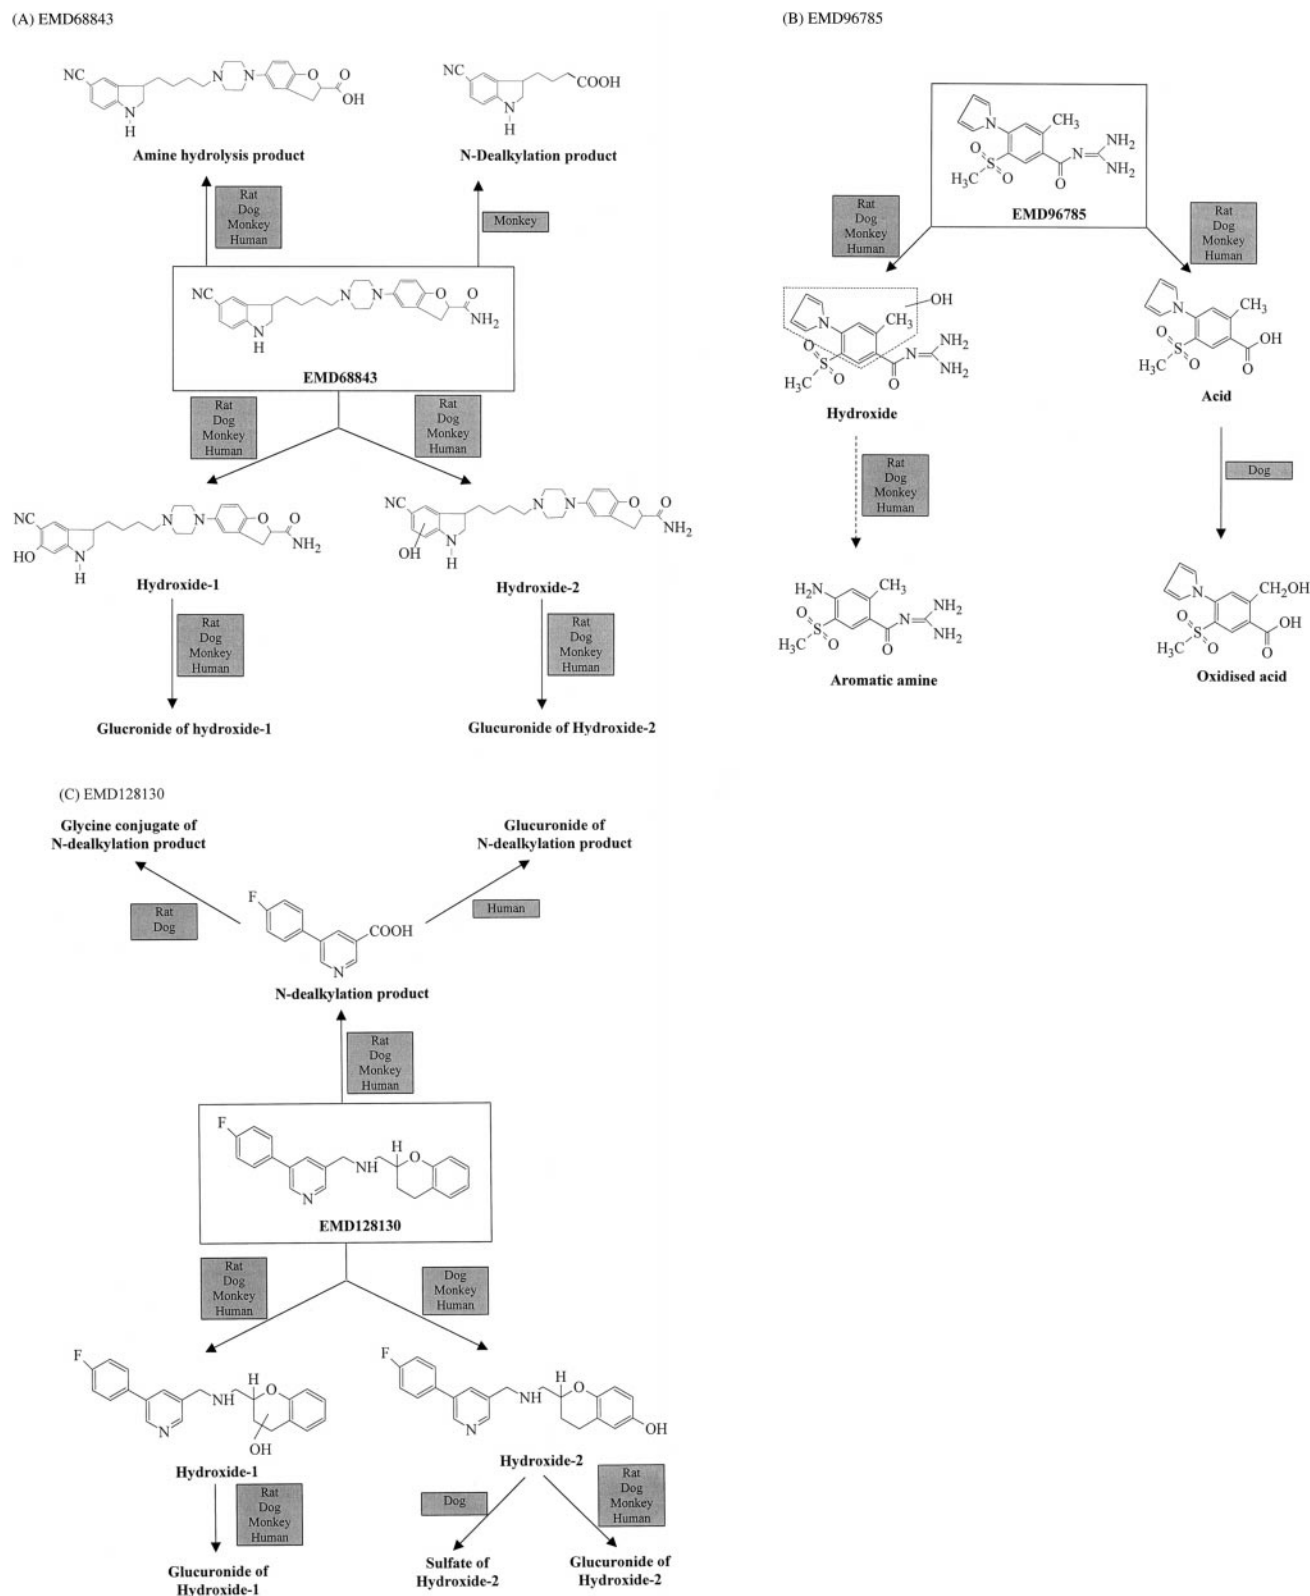 (A) EMD68843
NC
N
H
N
N
O
O
OH
Amine hydrolysis product
NC
N
H
COOH
N-Dealkylation product
Rat
Dog
Monkey
Human
Monkey
NC
N
H
N
N
O
O
NH2
EMD68843
Rat
Dog
Monkey
Human
Rat
Dog
Monkey
Human
NC
HO
N
H
N
N
O
O
NH2
Hydroxide-1
NC
OH
N
H
N
N
O
O
NH2
Hydroxide-2
Rat
Dog
Monkey
Human
Rat
Dog
Monkey
Human
Glucronide of hydroxide-1
Glucuronide of Hydroxide-2
(B) EMD96785
N
CH3
O
S
O
H3C
O
N
NH2
NH2
EMD96785
Rat
Dog
Monkey
Human
Rat
Dog
Monkey
Human
OH
N
CH3
O
S
O
H3C
O
N
NH2
NH2
Hydroxide
N
CH3
O
S
O
H3C
OH
O
Acid
Rat
Dog
Monkey
Human
Dog
H2N
CH3
O
S
O
H3C
O
N
NH2
NH2
Aromatic amine
N
CH2OH
O
S
O
H3C
OH
O
Oxidised acid
(C) EMD128130
Glycine conjugate of
N-dealkylation product
Glucuronide of
N-dealkylation product
Rat
Dog
Human
F
COOH
N
N-dealkylation product
Rat
Dog
Monkey
Human
F
N
NH
H
O
EMD128130
Rat
Dog
Monkey
Human
Dog
Monkey
Human
F
N
NH
H
O
OH
Hydroxide-1
F
N
NH
H
O
OH
Hydroxide-2
Rat
Dog
Monkey
Human
Dog
Rat
Dog
Monkey
Human
Glucuronide of
Hydroxide-1
Sulfate of
Hydroxide-2
Glucuronide of
Hydroxide-2